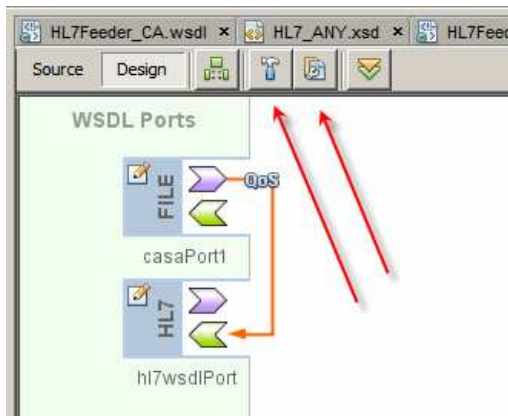 HL7Feeder_CA.wsdl × HL7_ANY.xsd × HL7Feed
Source Design
WSDL Ports
FILE
QoS
casaPort1
HL7
hl7wsdlPort